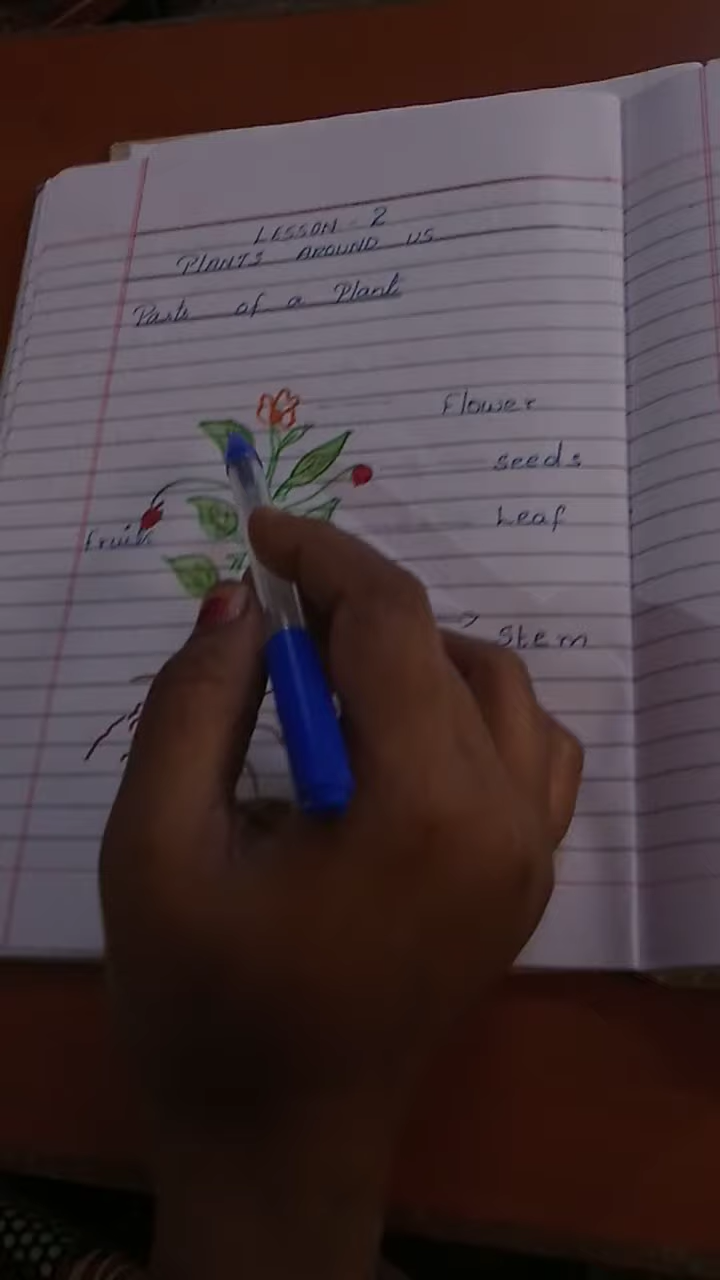 LESSON - 2
PLANTS AROUND US
Parts of a Plant
Flower
seeds
Leaf
fruit
Stem